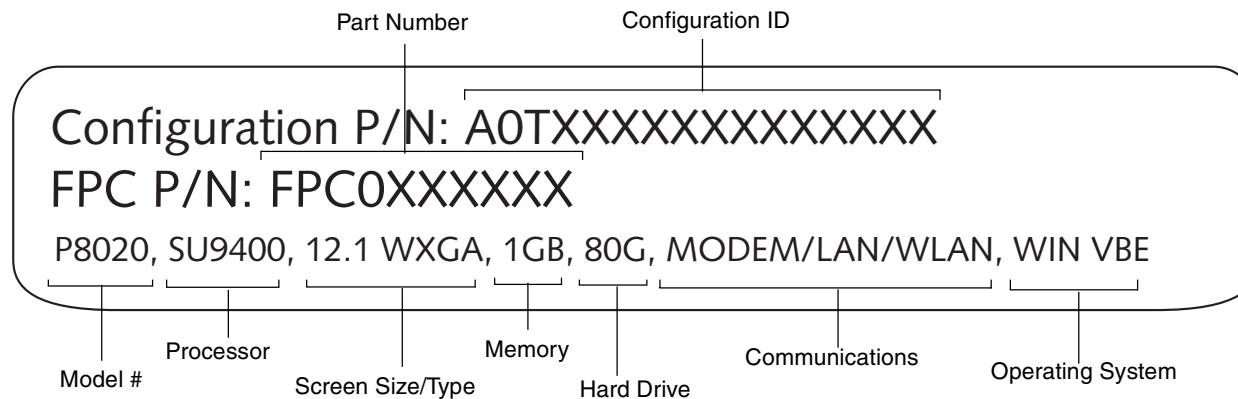 Part Number
Configuration ID
Configuration P/N: A0TXXXXXXXXXXXXX
FPC P/N: FPC0XXXXXX
P8020, SU9400, 12.1 WXGA, 1GB, 80G, MODEM/LAN/WLAN, WIN VBE
Model #
Processor
Screen Size/Type
Memory
Hard Drive
Communications
Operating System